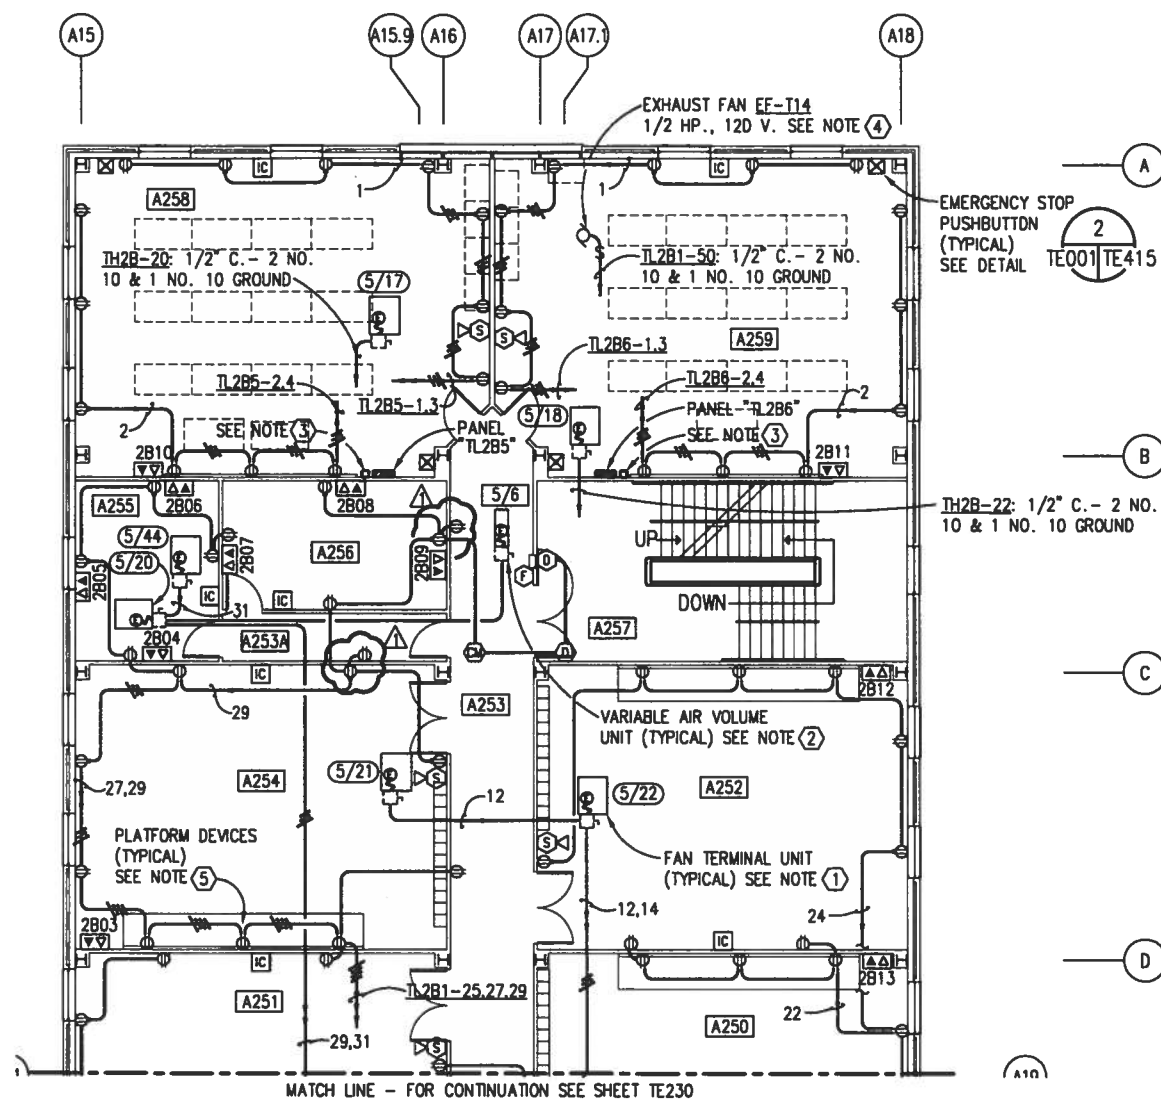 A15
A15.9
A16
A17
A17.1
A18
EXHAUST FAN EF-T14
1/2 HP., 12D V. SEE NOTE 4
A
IC
IC
1
1
A258
EMERGENCY STOP
PUSHBUTTDN
(TYPICAL)
SEE DETAIL
2
TE001 TE415
TH2B-20: 1/2" C.- 2 NO.
10 & 1 NO. 10 GROUND
TL2B1-50: 1/2" C.- 2 NO.
10 & 1 NO. 10 GROUND
S
5/17
S
S
A259
TL2B6-1,3
TL2B5-2,4
TL2B5-1,3
TL2B6-2,4
5/18
PANEL "TL2B6"
2
2
SEE NOTE 3
PANEL
"TL2B5"
SEE NOTE 3
2B10
2B11
B
A255
2B06
2B08
1
5/6
TH2B-22: 1/2" C.- 2 NO.
10 & 1 NO. 10 GROUND
5/44
2B07
A256
UP
5/20
2B09
D
F
2B05
IC
IC
31
DOWN
A253A
1
A257
2B04
CM
D
IC
C
2B12
29
A253
VARIABLE AIR VOLUME
UNIT (TYPICAL) SEE NOTE 2
5/21
S
27,29
A254
12
5/22
A252
PLATFORM DEVICES
(TYPICAL)
SEE NOTE 5
S
FAN TERMINAL UNIT
(TYPICAL) SEE NOTE 1
12,14
24
2B03
IC
IC
D
2B13
A251
TL2B1-25,27,29
22
A250
29,31
S
A19
MATCH LINE - FOR CONTINUATION SEE SHEET TE230